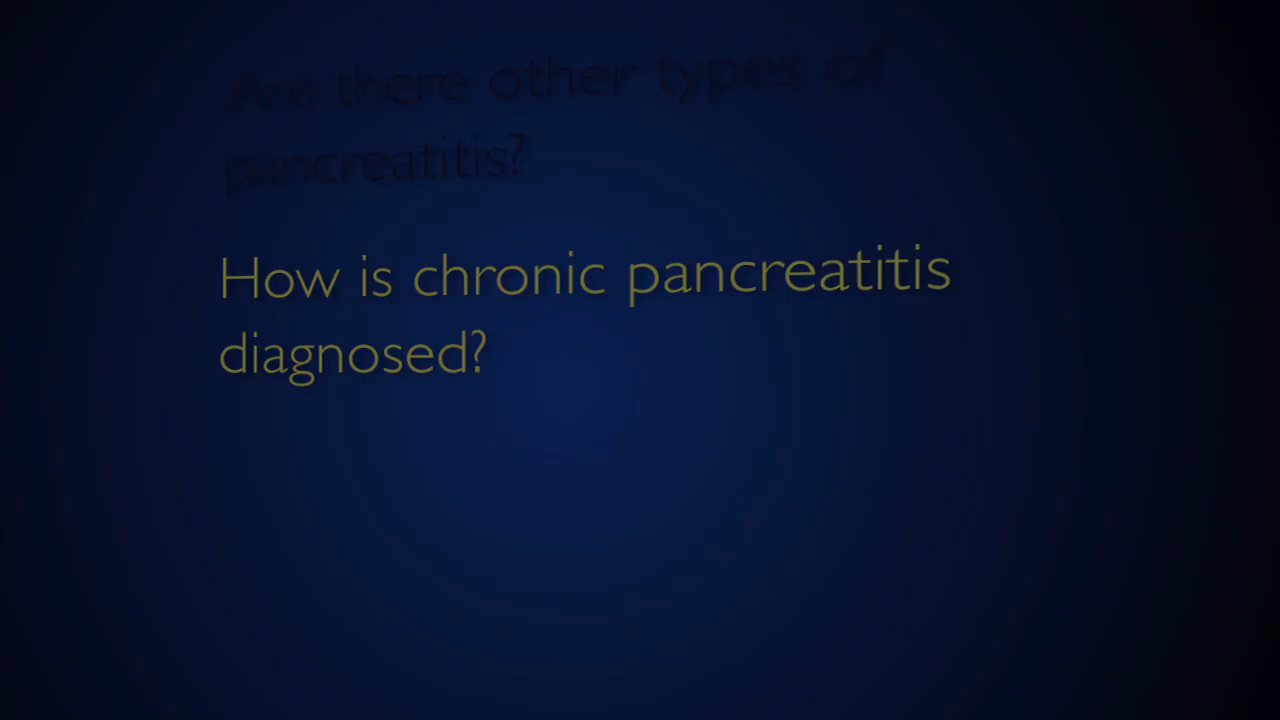 Are there other types of
pancreatitis?
How is chronic pancreatitis
diagnosed?